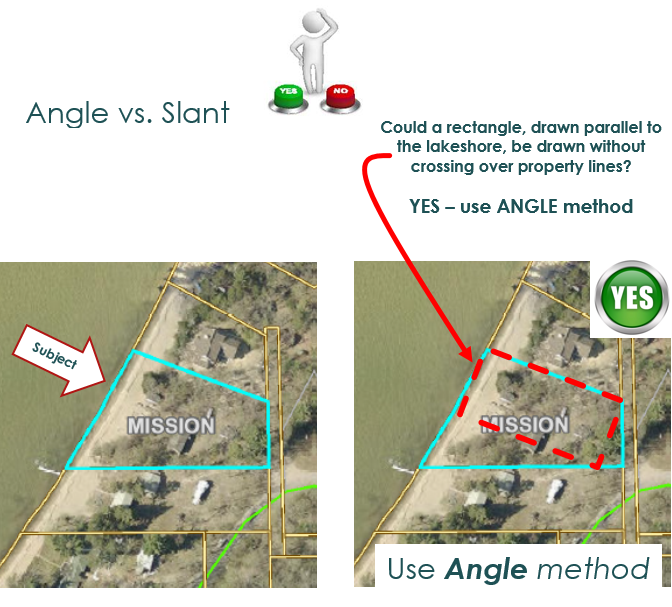 YES
NO
Angle vs. Slant
Could a rectangle, drawn parallel to
the lakeshore, be drawn without
crossing over property lines?
YES – use ANGLE method
Subject
MISSION
YES
MISSION
Use Angle method